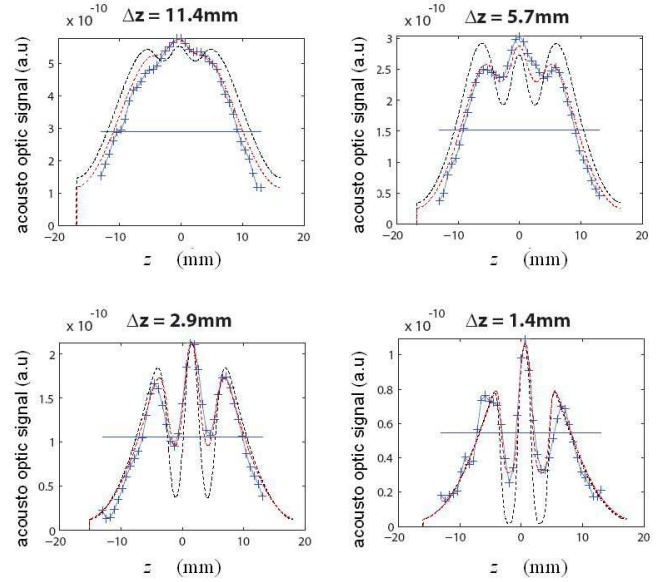 Δz = 11.4mm
x 10⁻¹⁰
acousto optic signal (a.u)
6
5
4
3
2
1
0
−20 −10 0 10 20
z (mm)
Δz = 5.7mm
x 10⁻¹⁰
acousto optic signal (a.u)
3
2.5
2
1.5
1
0.5
0
−20 −10 0 10 20
z (mm)
Δz = 2.9mm
x 10⁻¹⁰
acousto optic signal (a.u)
2
1.5
1
0.5
0
−20 −10 0 10 20
z (mm)
Δz = 1.4mm
x 10⁻¹⁰
acousto optic signal (a.u)
1
0.8
0.6
0.4
0.2
0
−20 −10 0 10 20
z (mm)